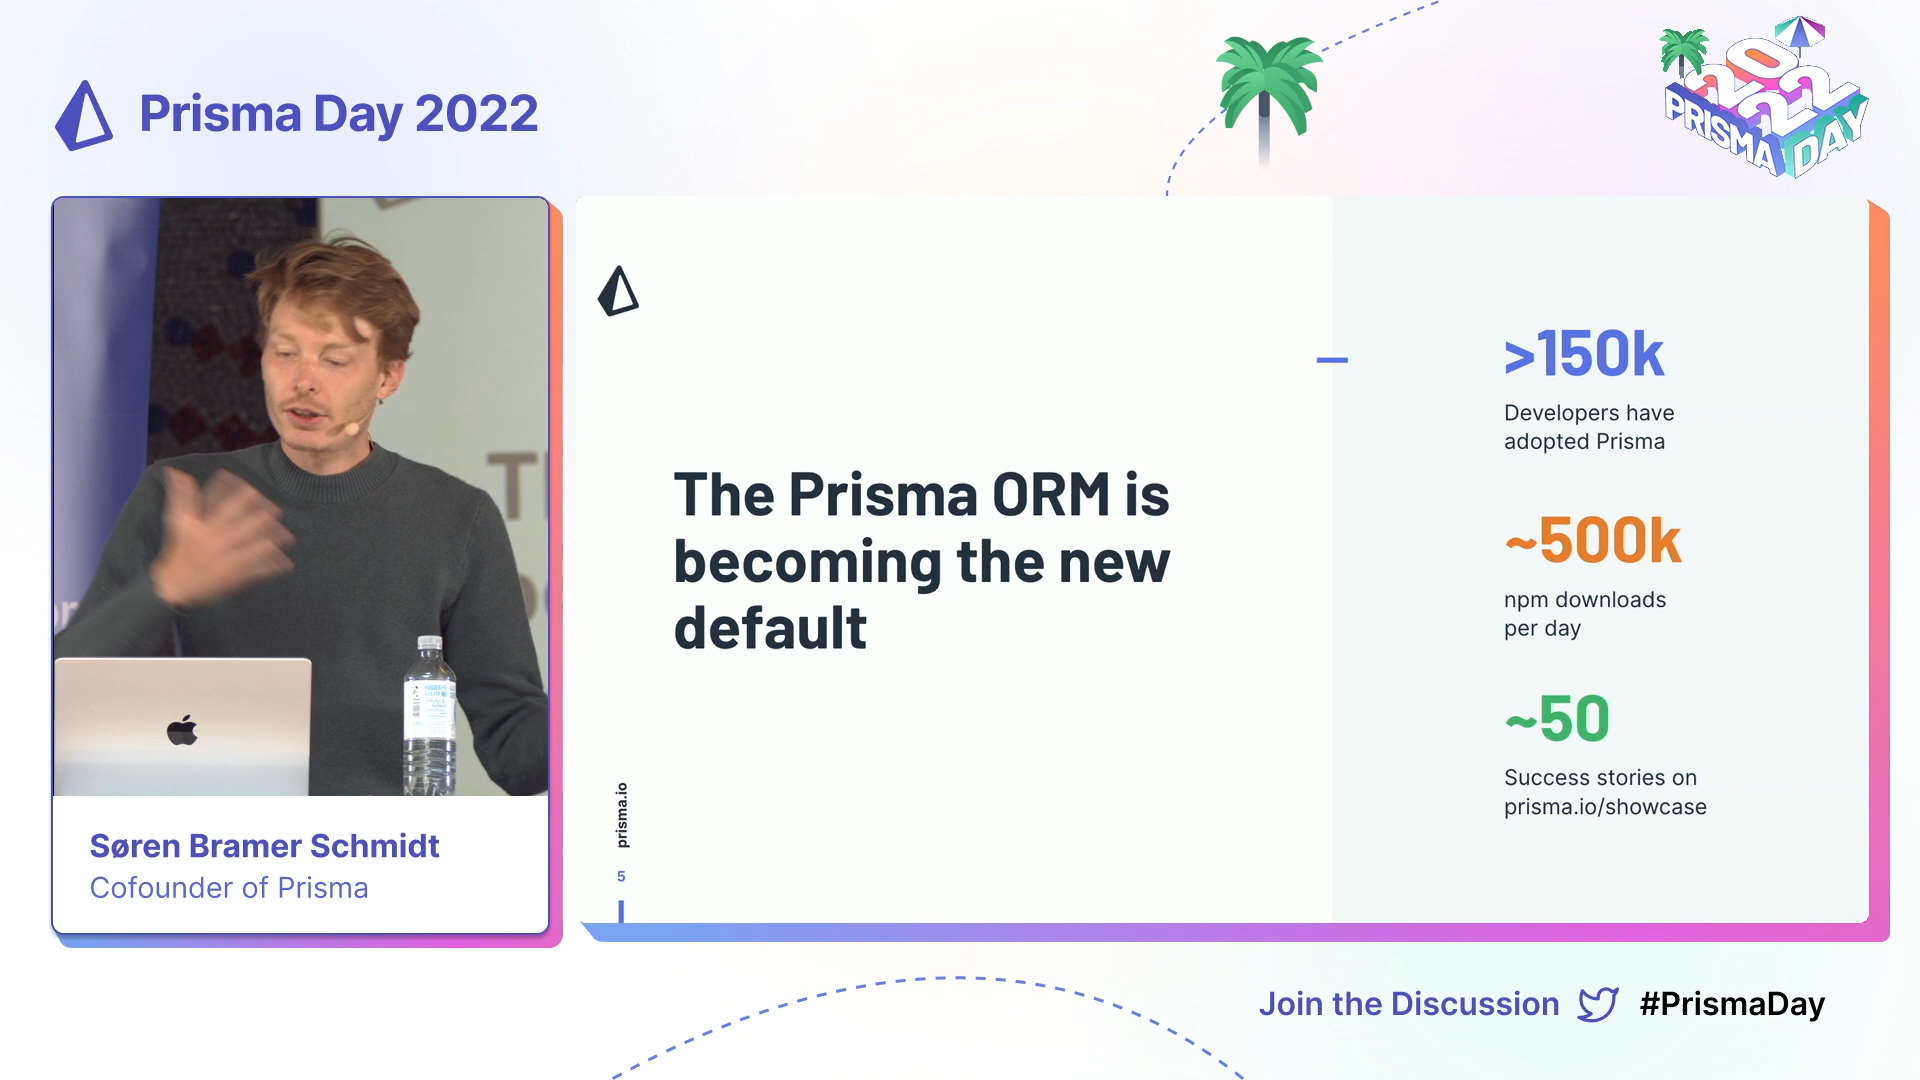 Prisma Day 2022
2022
PRISMA DAY
The Prisma ORM is
becoming the new
default
>150k
Developers have
adopted Prisma
~500k
npm downloads
per day
~50
Success stories on
prisma.io/showcase
prisma.io
5
Søren Bramer Schmidt
Cofounder of Prisma
Join the Discussion #PrismaDay